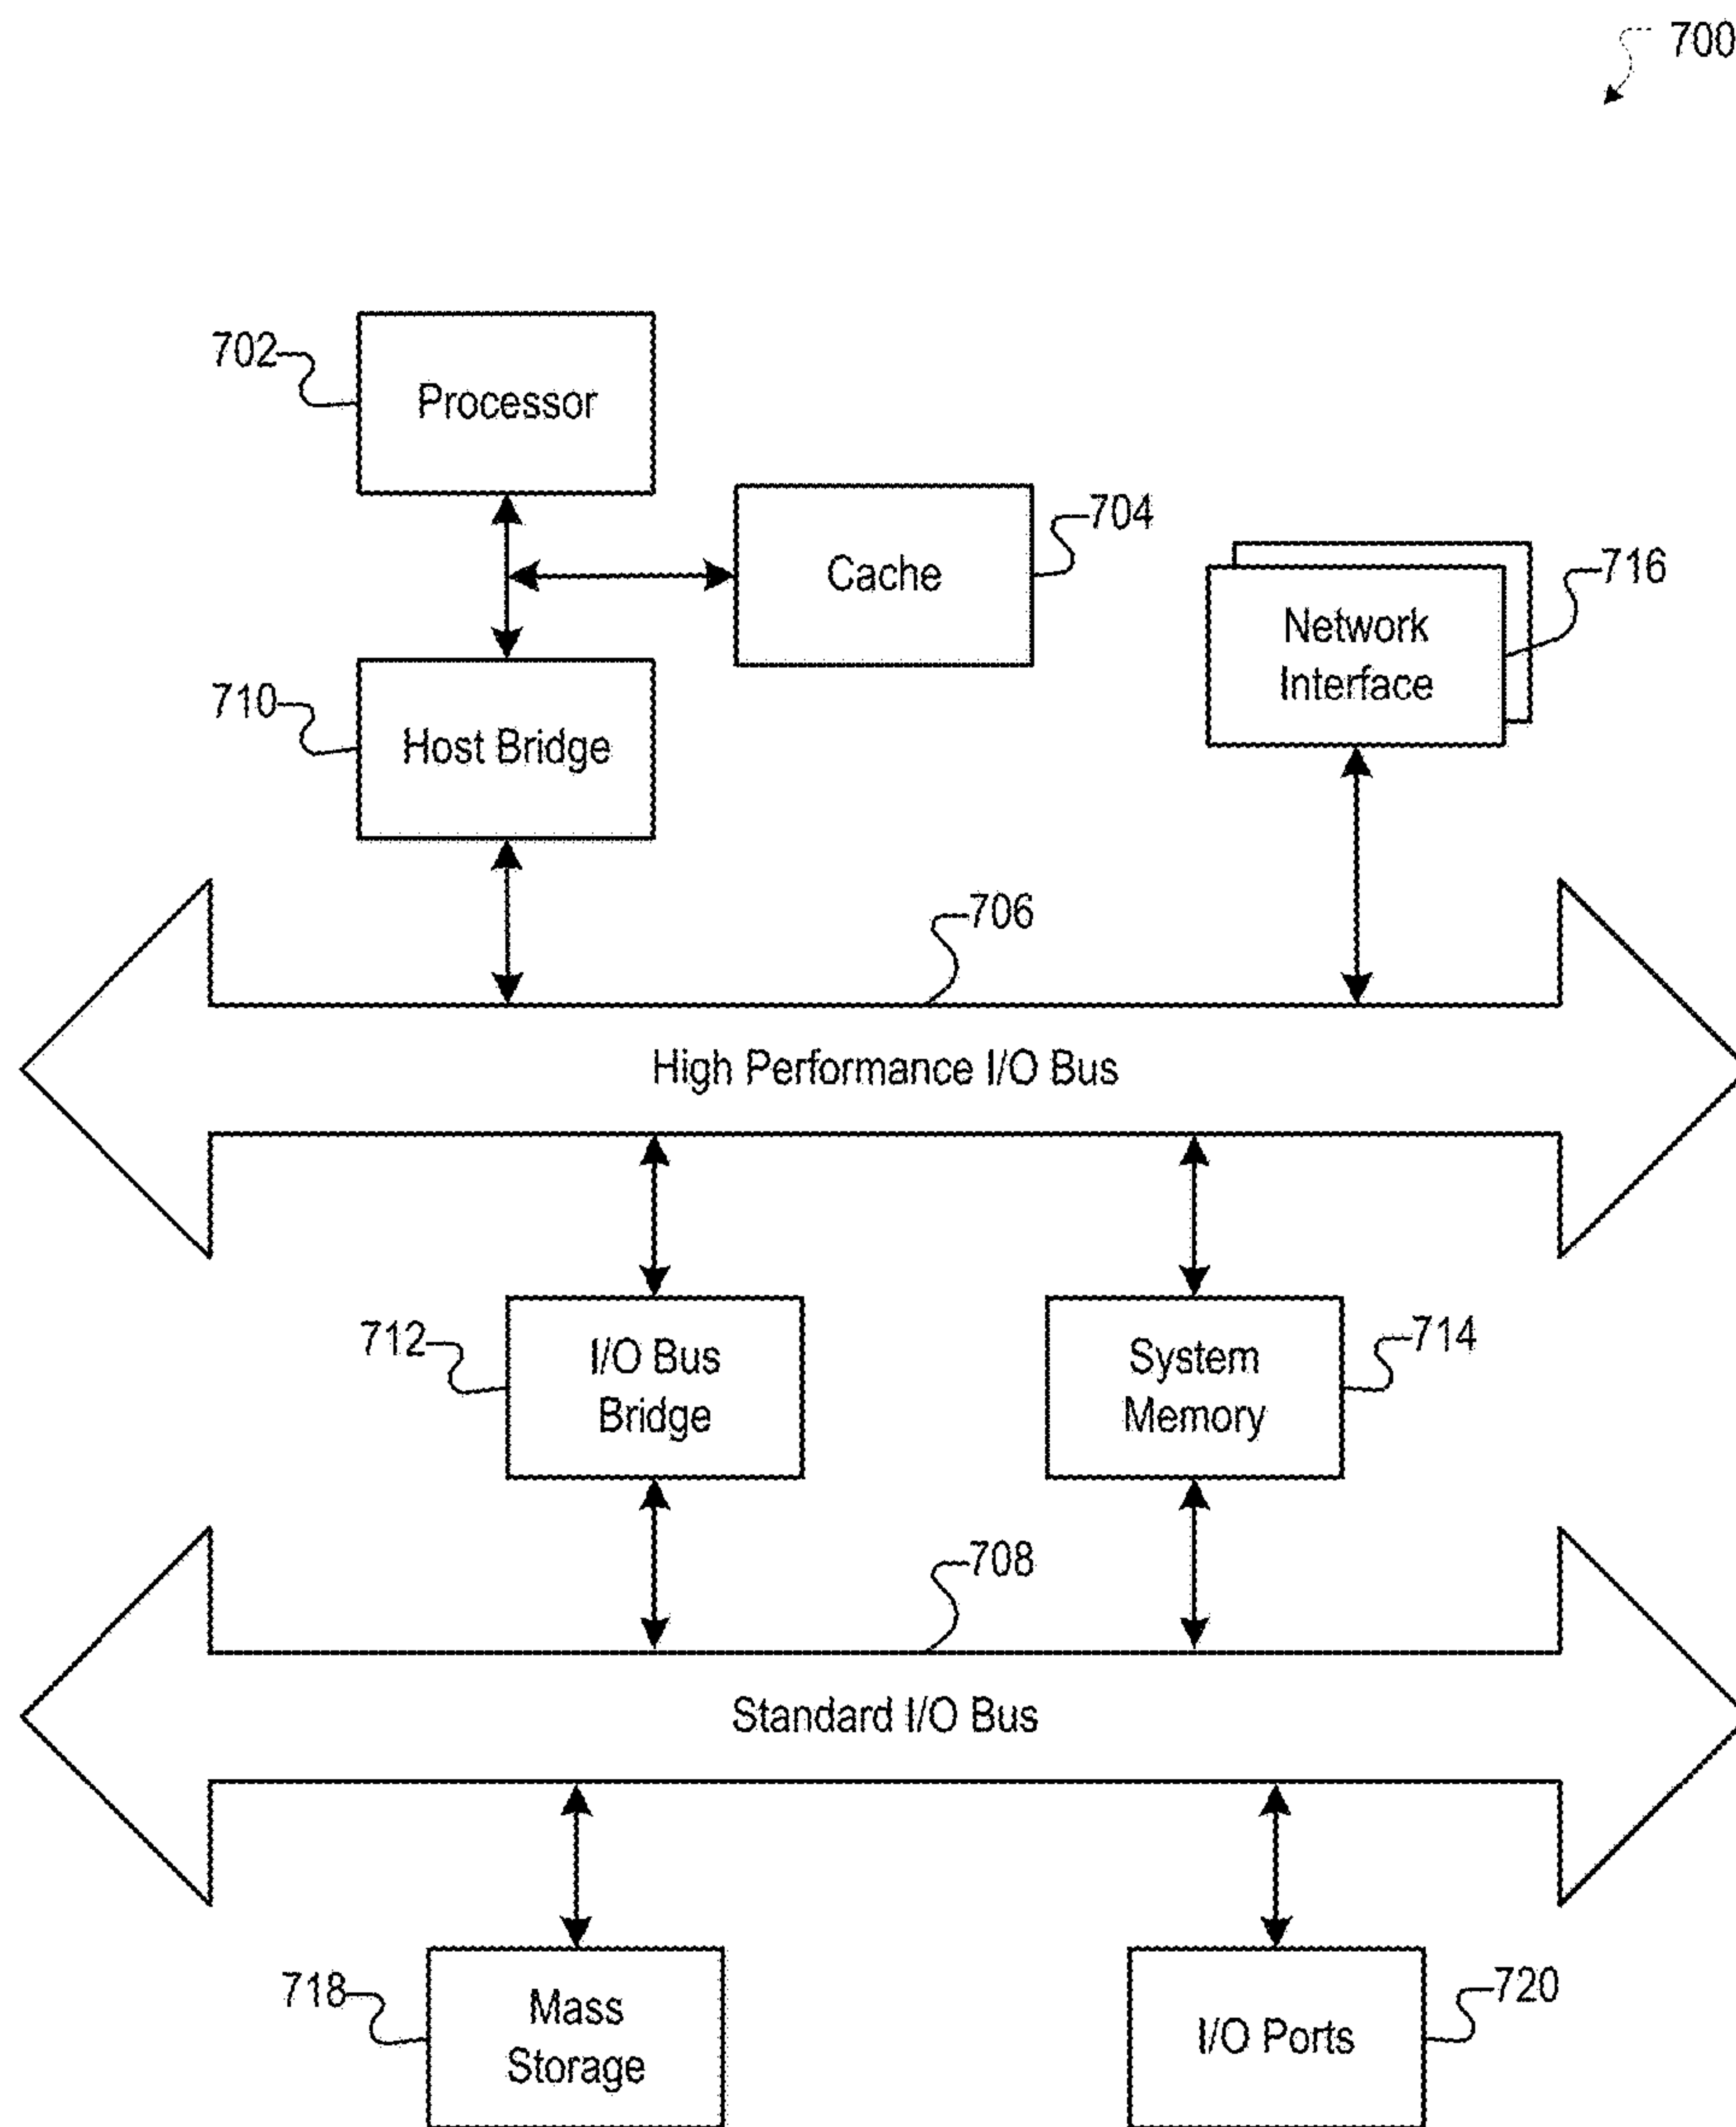 700
702
Processor
704
Cache
716
Network
Interface
710
Host Bridge
706
High Performance I/O Bus
712
I/O Bus
Bridge
714
System
Memory
708
Standard I/O Bus
718
Mass
Storage
720
I/O Ports